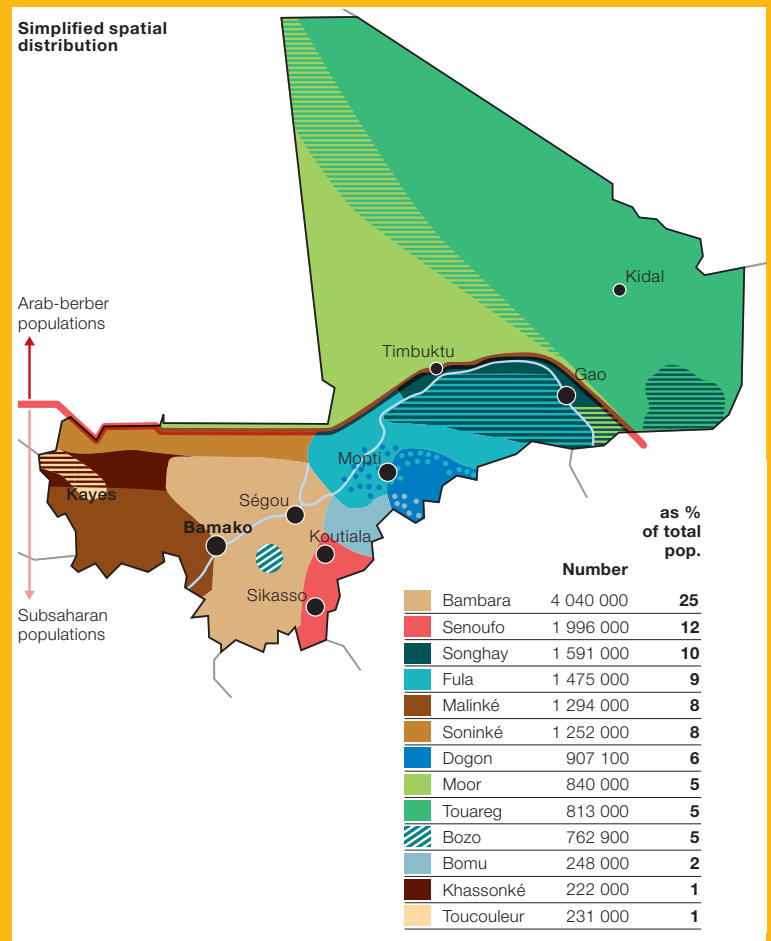 Simplified spatial
distribution
Kidal
Arab-berber
populations
Timbuktu
Gao
Mopti
Kayes
Ségou
Bamako
Koutiala
Sikasso
Subsaharan
populations
as %
of total
pop.
Number
Bambara 4 040 000 25
Senoufo 1 996 000 12
Songhay 1 591 000 10
Fula 1 475 000 9
Malinké 1 294 000 8
Soninké 1 252 000 8
Dogon 907 100 6
Moor 840 000 5
Touareg 813 000 5
Bozo 762 900 5
Bomu 248 000 2
Khassonké 222 000 1
Toucouleur 231 000 1